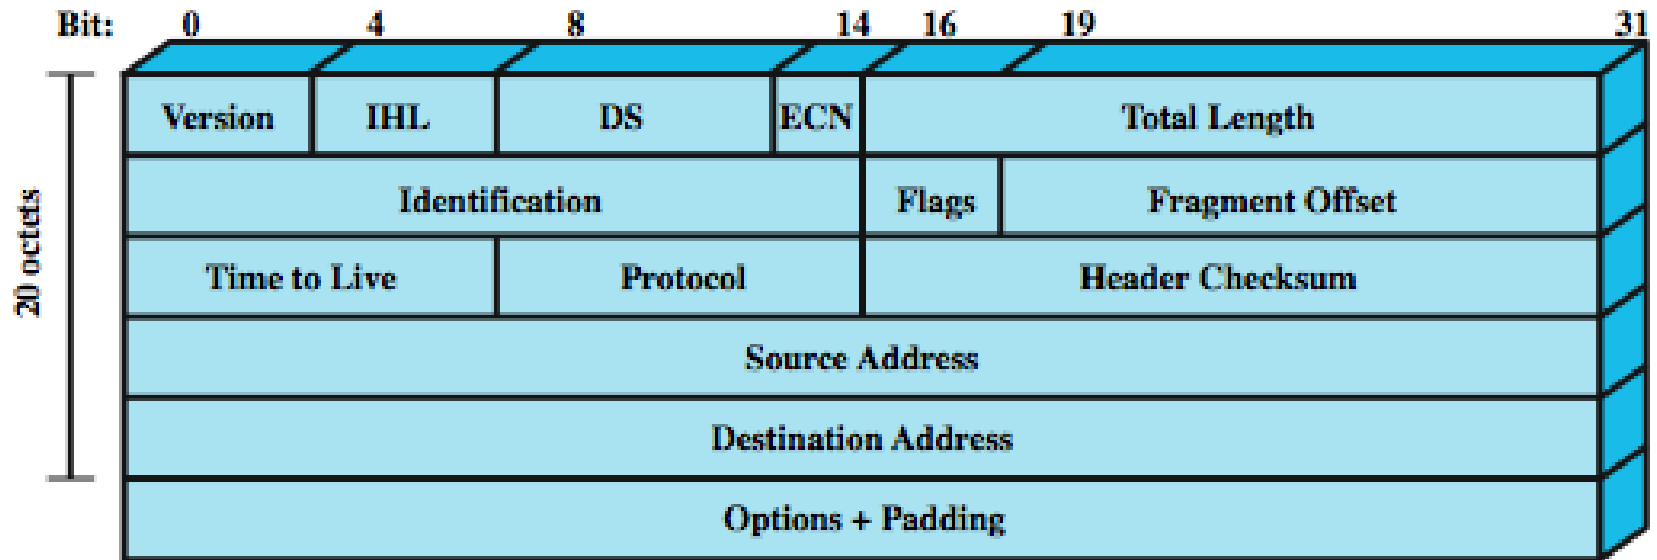 Bit: 0 4 8 14 16 19 31
Version IHL DS ECN Total Length
Identification Flags Fragment Offset
Time to Live Protocol Header Checksum
Source Address
Destination Address
Options + Padding
20 octets